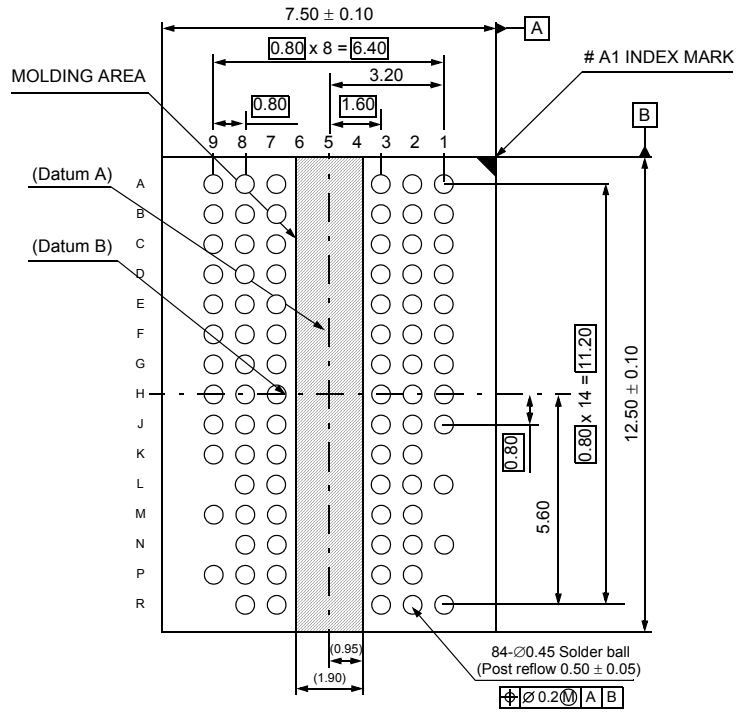 7.50 ± 0.10
A
0.80 x 8 = 6.40
# A1 INDEX MARK
3.20
MOLDING AREA
0.80
1.60
B
9 8 7 6 5 4 3 2 1
(Datum A)
(Datum B)
A
B
C
D
E
F
G
H
J
K
L
M
N
P
R
0.80 x 14 = 11.20
12.50 ± 0.10
0.80
5.60
(0.95)
(1.90)
84-∅0.45 Solder ball
(Post reflow 0.50 ± 0.05)
⌖ ∅ 0.2 Ⓜ A B